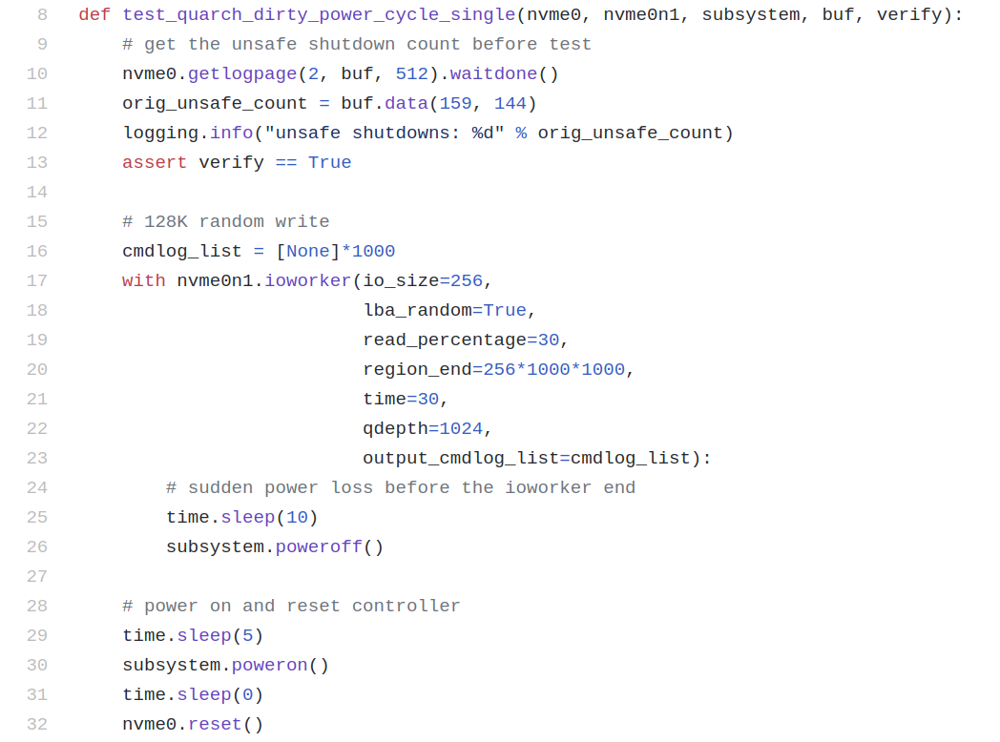 8 def test_quarch_dirty_power_cycle_single(nvme0, nvme0n1, subsystem, buf, verify):
9     # get the unsafe shutdown count before test
10     nvme0.getlogpage(2, buf, 512).waitdone()
11     orig_unsafe_count = buf.data(159, 144)
12     logging.info("unsafe shutdowns: %d" % orig_unsafe_count)
13     assert verify == True
14
15     # 128K random write
16     cmdlog_list = [None]*1000
17     with nvme0n1.ioworker(io_size=256,
18                           lba_random=True,
19                           read_percentage=30,
20                           region_end=256*1000*1000,
21                           time=30,
22                           qdepth=1024,
23                           output_cmdlog_list=cmdlog_list):
24         # sudden power loss before the ioworker end
25         time.sleep(10)
26         subsystem.poweroff()
27
28     # power on and reset controller
29     time.sleep(5)
30     subsystem.poweron()
31     time.sleep(0)
32     nvme0.reset()